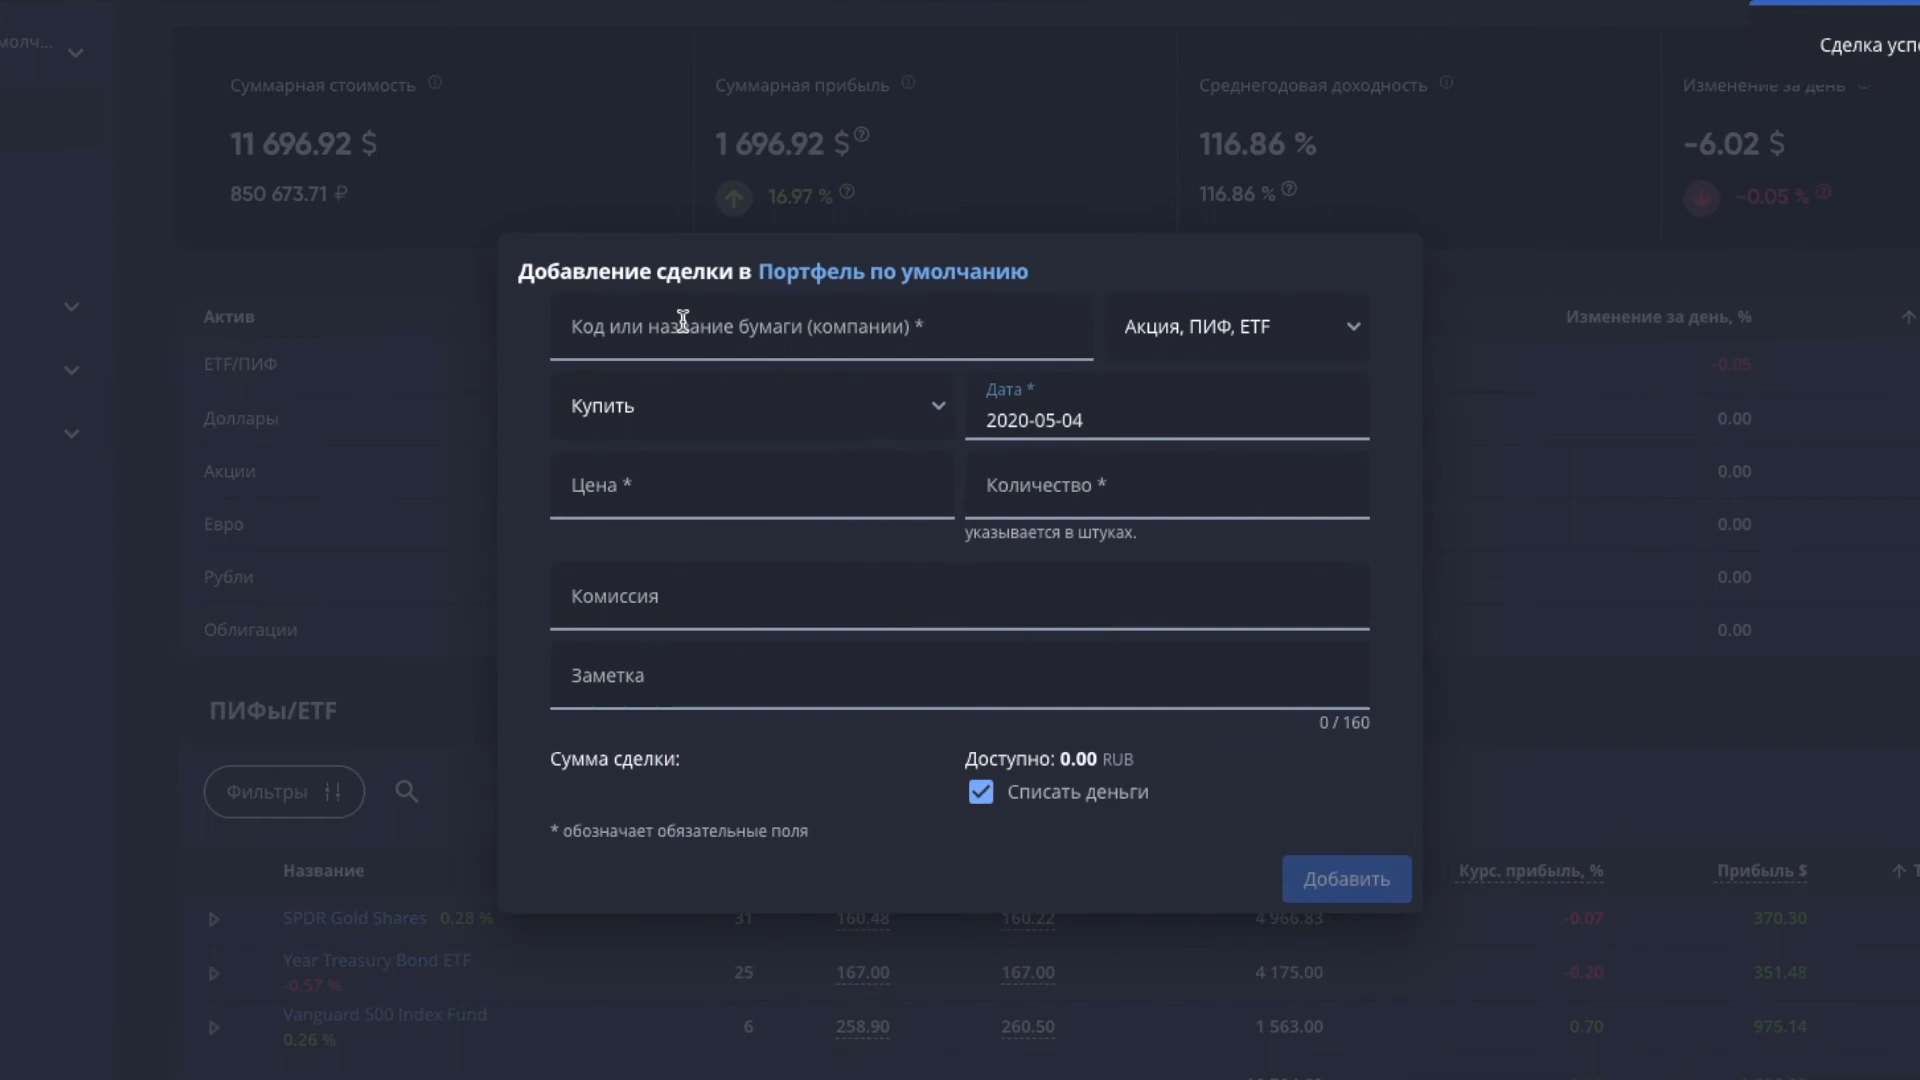 молч...
Сделка усп
Суммарная стоимость
Суммарная прибыль
Среднегодовая доходность
Изменение за день
11 696.92 $
1 696.92 $
116.86 %
-6.02 $
850 673.71 ₽
16.97 %
116.86 %
-0.05 %
Добавление сделки в Портфель по умолчанию
Актив
Код или название бумаги (компании) *
Акция, ПИФ, ETF
Изменение за день, %
ETF/ПИФ
-0.05
Купить
Дата *
2020-05-04
Доллары
0.00
Акции
0.00
Цена *
Количество *
указывается в штуках.
Евро
0.00
Рубли
0.00
Комиссия
Облигации
0.00
Заметка
0 / 160
ПИФы/ETF
Сумма сделки:
Доступно: 0.00 RUB
Списать деньги
Фильтры
* обозначает обязательные поля
Добавить
Название
Курс. прибыль, %
Прибыль $
SPDR Gold Shares 0.28 %
31
160.48
160.22
4 966.83
-0.07
370.30
Year Treasury Bond ETF
-0.57 %
25
167.00
167.00
4 175.00
-0.20
351.48
Vanguard 500 Index Fund
0.26 %
6
258.90
260.50
1 563.00
0.70
975.14